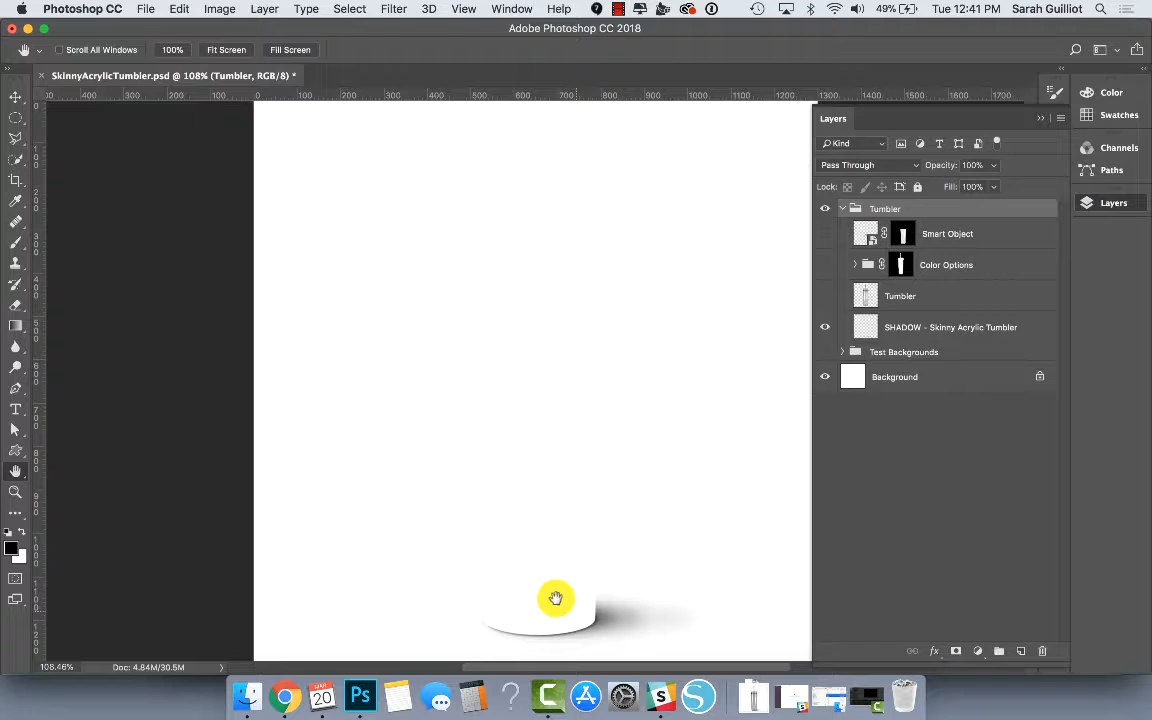 Photoshop CC File Edit Image Layer Type Select Filter 3D View Window Help 49% Tue 12:41 PM Sarah Guilliot
Adobe Photoshop CC 2018
Scroll All Windows 100% Fit Screen Fill Screen
SkinnyAcrylicTumbler.psd @ 108% (Tumbler, RGB/8) *
400 300 200 100 0 100 200 300 400 500 600 700 800 900 1000 1100 1200 1300 1400 1500 1600 1700
Layers
Kind
Pass Through Opacity: 100%
Lock: Fill: 100%
Tumbler
Smart Object
Color Options
Tumbler
SHADOW - Skinny Acrylic Tumbler
Test Backgrounds
Background
Color
Swatches
Channels
Paths
Layers
108.46% Doc: 4.84M/30.5M
MAR
20
Ps